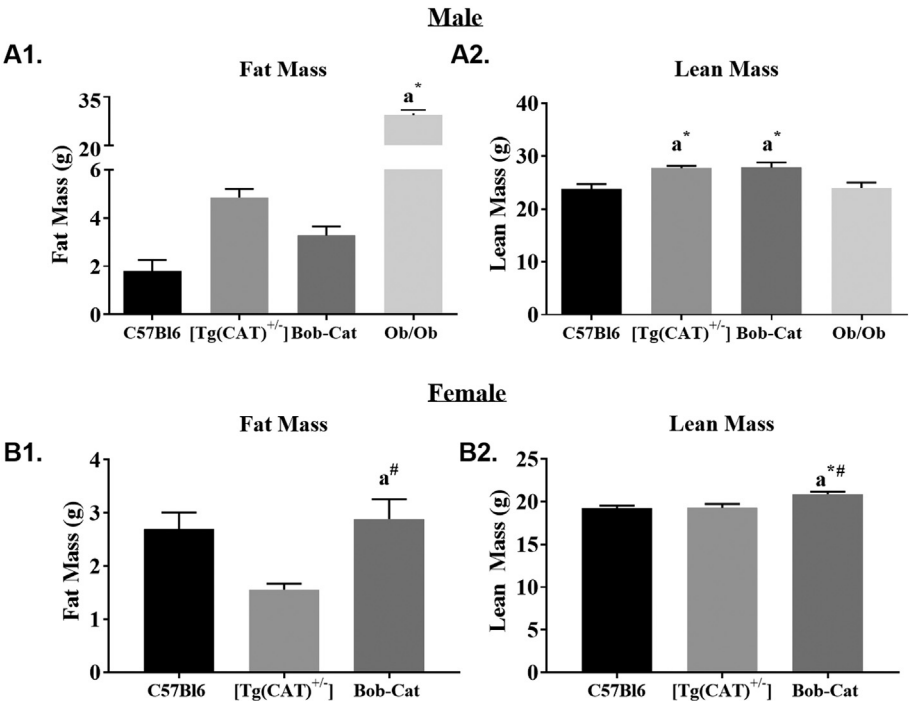 Male
A1.
Fat Mass
Fat Mass (g)
35
20
6
4
2
0
a*
C57Bl6 [Tg(CAT)+/-] Bob-Cat Ob/Ob
A2.
Lean Mass
Lean Mass (g)
40
30
20
10
0
a* a*
C57Bl6 [Tg(CAT)+/-] Bob-Cat Ob/Ob
Female
B1.
Fat Mass
Fat Mass (g)
4
3
2
1
0
a#
C57Bl6 [Tg(CAT)+/-] Bob-Cat
B2.
Lean Mass
Lean Mass (g)
25
20
15
10
5
0
a*#
C57Bl6 [Tg(CAT)+/-] Bob-Cat